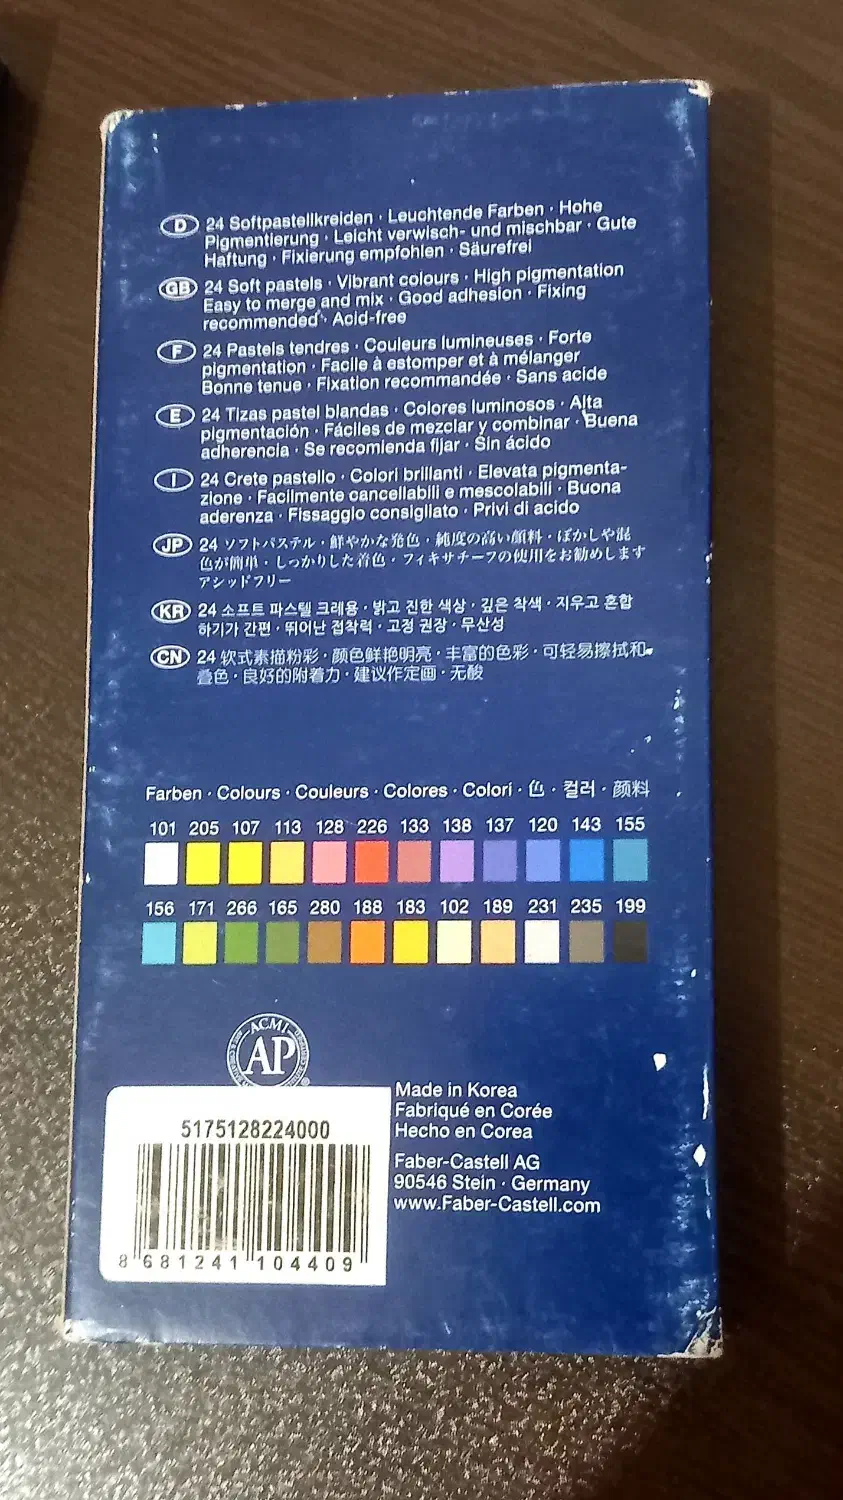 D 24 Softpastellkreiden · Leuchtende Farben · Hohe
Pigmentierung · Leicht verwisch- und mischbar · Gute
Haftung · Fixierung empfohlen · Säurefrei
GB 24 Soft pastels · Vibrant colours · High pigmentation
Easy to merge and mix · Good adhesion · Fixing
recommended · Acid-free
F 24 Pastels tendres · Couleurs lumineuses · Forte
pigmentation · Facile à estomper et à mélanger
Bonne tenue · Fixation recommandée · Sans acide
E 24 Tizas pastel blandas · Colores luminosos · Alta
pigmentación · Fáciles de mezclar y combinar · Buena
adherencia · Se recomienda fijar · Sin ácido
I 24 Crete pastello · Colori brillanti · Elevata pigmenta-
zione · Facilmente cancellabili e mescolabili · Buona
aderenza · Fissaggio consigliato · Privi di acido
JP 24 ソフトパステル · 鮮やかな発色 · 純度の高い顔料 · ぼかしや混
色が簡単 · しっかりした着色 · フィキサチーフの使用をお勧めします
アシッドフリー
KR 24 소프트 파스텔 크레용 · 밝고 진한 색상 · 깊은 착색 · 지우고 혼합
하기가 간편 · 뛰어난 접착력 · 고정 권장 · 무산성
CN 24 软式素描粉彩 · 颜色鲜艳明亮 · 丰富的色彩 · 可轻易擦拭和
叠色 · 良好的附着力 · 建议作定画 · 无酸
Farben · Colours · Couleurs · Colores · Colori · 色 · 컬러 · 颜料
101 205 107 113 128 226 133 138 137 120 143 155
156 171 266 165 280 188 183 102 189 231 235 199
ACMI
AP
®
Made in Korea
Fabriqué en Corée
Hecho en Corea
Faber-Castell AG
90546 Stein · Germany
www.Faber-Castell.com
5175128224000
8 681241 104409